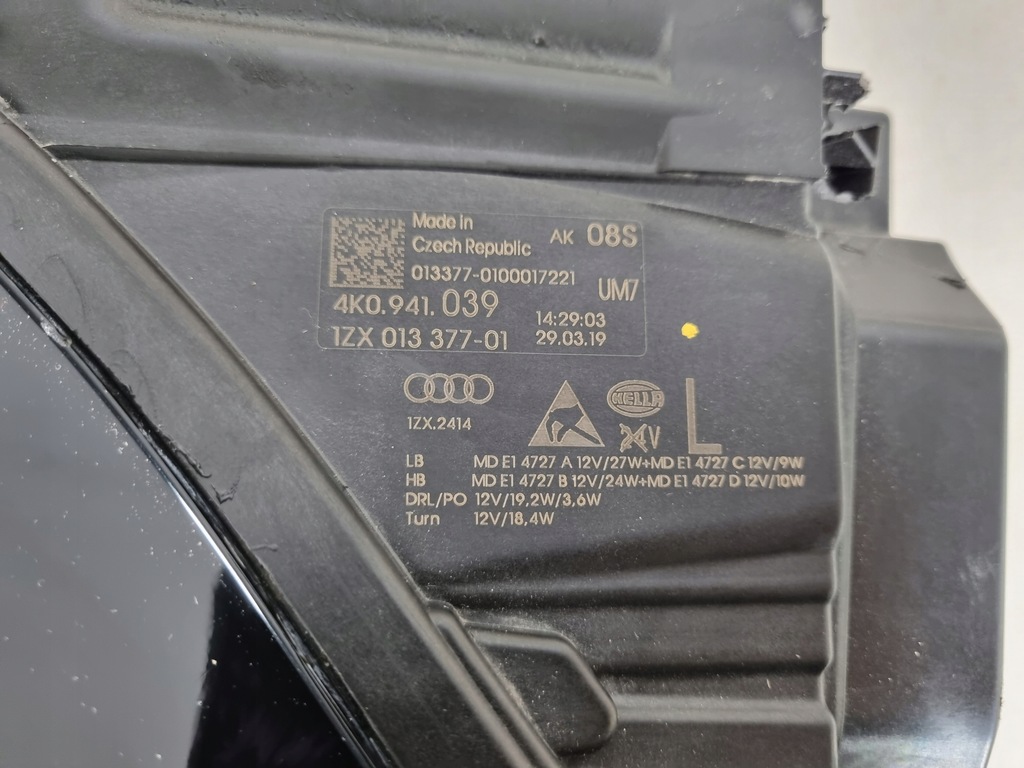 Made in
Czech Republic
AK 08S
013377-0100017221
UM7
4K0.941.039
14:29:03
1ZX 013 377-01
29.03.19
1ZX.2414
HELLA
24V
L
LB MD E1 4727 A 12V/27W+MD E1 4727 C 12V/9W
HB MD E1 4727 B 12V/24W+MD E1 4727 D 12V/10W
DRL/PO 12V/19,2W/3,6W
Turn 12V/18,4W